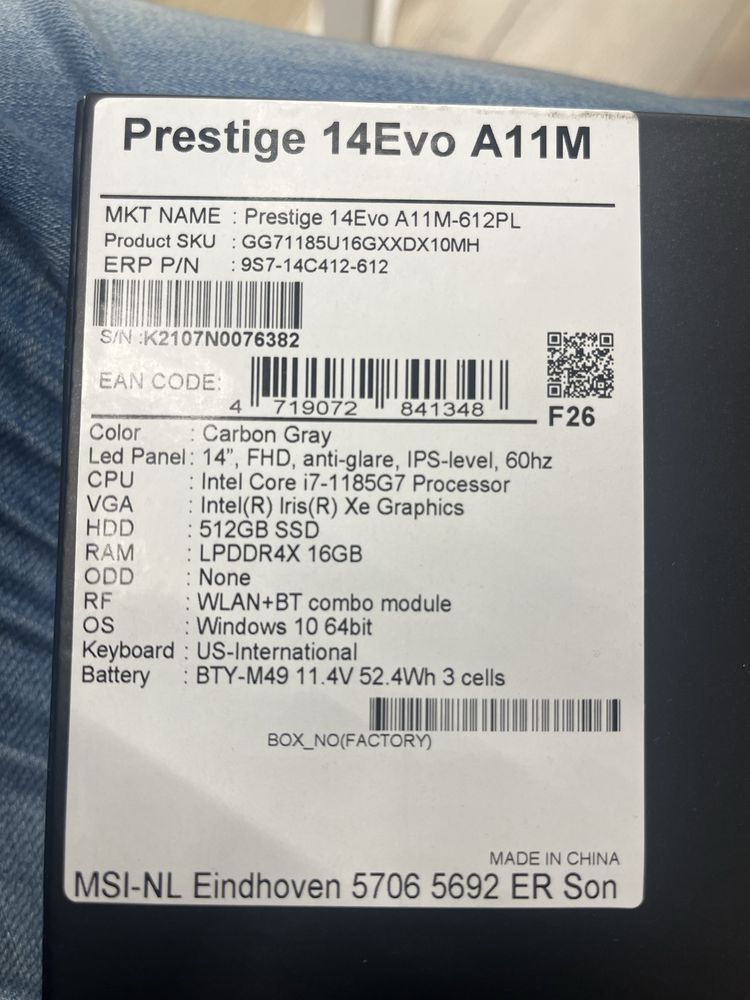 Prestige 14Evo A11M
MKT NAME : Prestige 14Evo A11M-612PL
Product SKU : GG71185U16GXXDX10MH
ERP P/N : 9S7-14C412-612
S/N :K2107N0076382
EAN CODE:
4 719072 841348
F26
Color : Carbon Gray
Led Panel : 14", FHD, anti-glare, IPS-level, 60hz
CPU : Intel Core i7-1185G7 Processor
VGA : Intel(R) Iris(R) Xe Graphics
HDD : 512GB SSD
RAM : LPDDR4X 16GB
ODD : None
RF : WLAN+BT combo module
OS : Windows 10 64bit
Keyboard : US-International
Battery : BTY-M49 11.4V 52.4Wh 3 cells
BOX_NO(FACTORY)
MADE IN CHINA
MSI-NL Eindhoven 5706 5692 ER Son